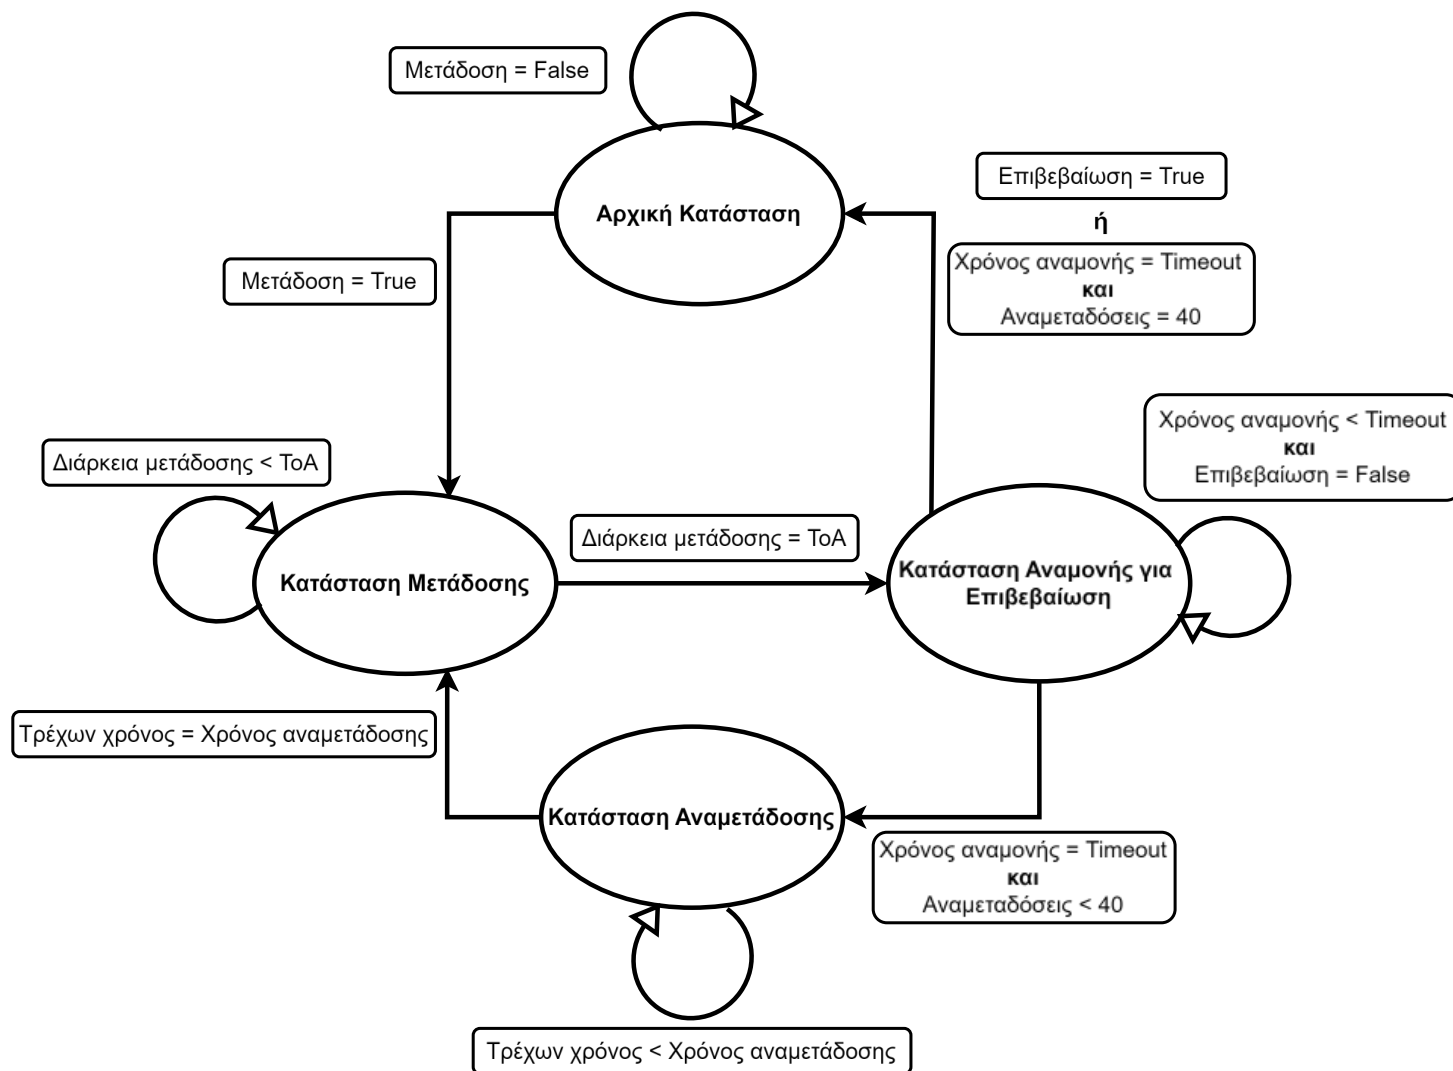 Μετάδοση = False
Επιβεβαίωση = True
ή
Αρχική Κατάσταση
Χρόνος αναμονής = Timeout
και
Αναμεταδόσεις = 40
Μετάδοση = True
Χρόνος αναμονής < Timeout
και
Επιβεβαίωση = False
Διάρκεια μετάδοσης < ToA
Διάρκεια μετάδοσης = ToA
Κατάσταση Μετάδοσης
Κατάσταση Αναμονής για
Επιβεβαίωση
Τρέχων χρόνος = Χρόνος αναμετάδοσης
Κατάσταση Αναμετάδοσης
Χρόνος αναμονής = Timeout
και
Αναμεταδόσεις < 40
Τρέχων χρόνος < Χρόνος αναμετάδοσης